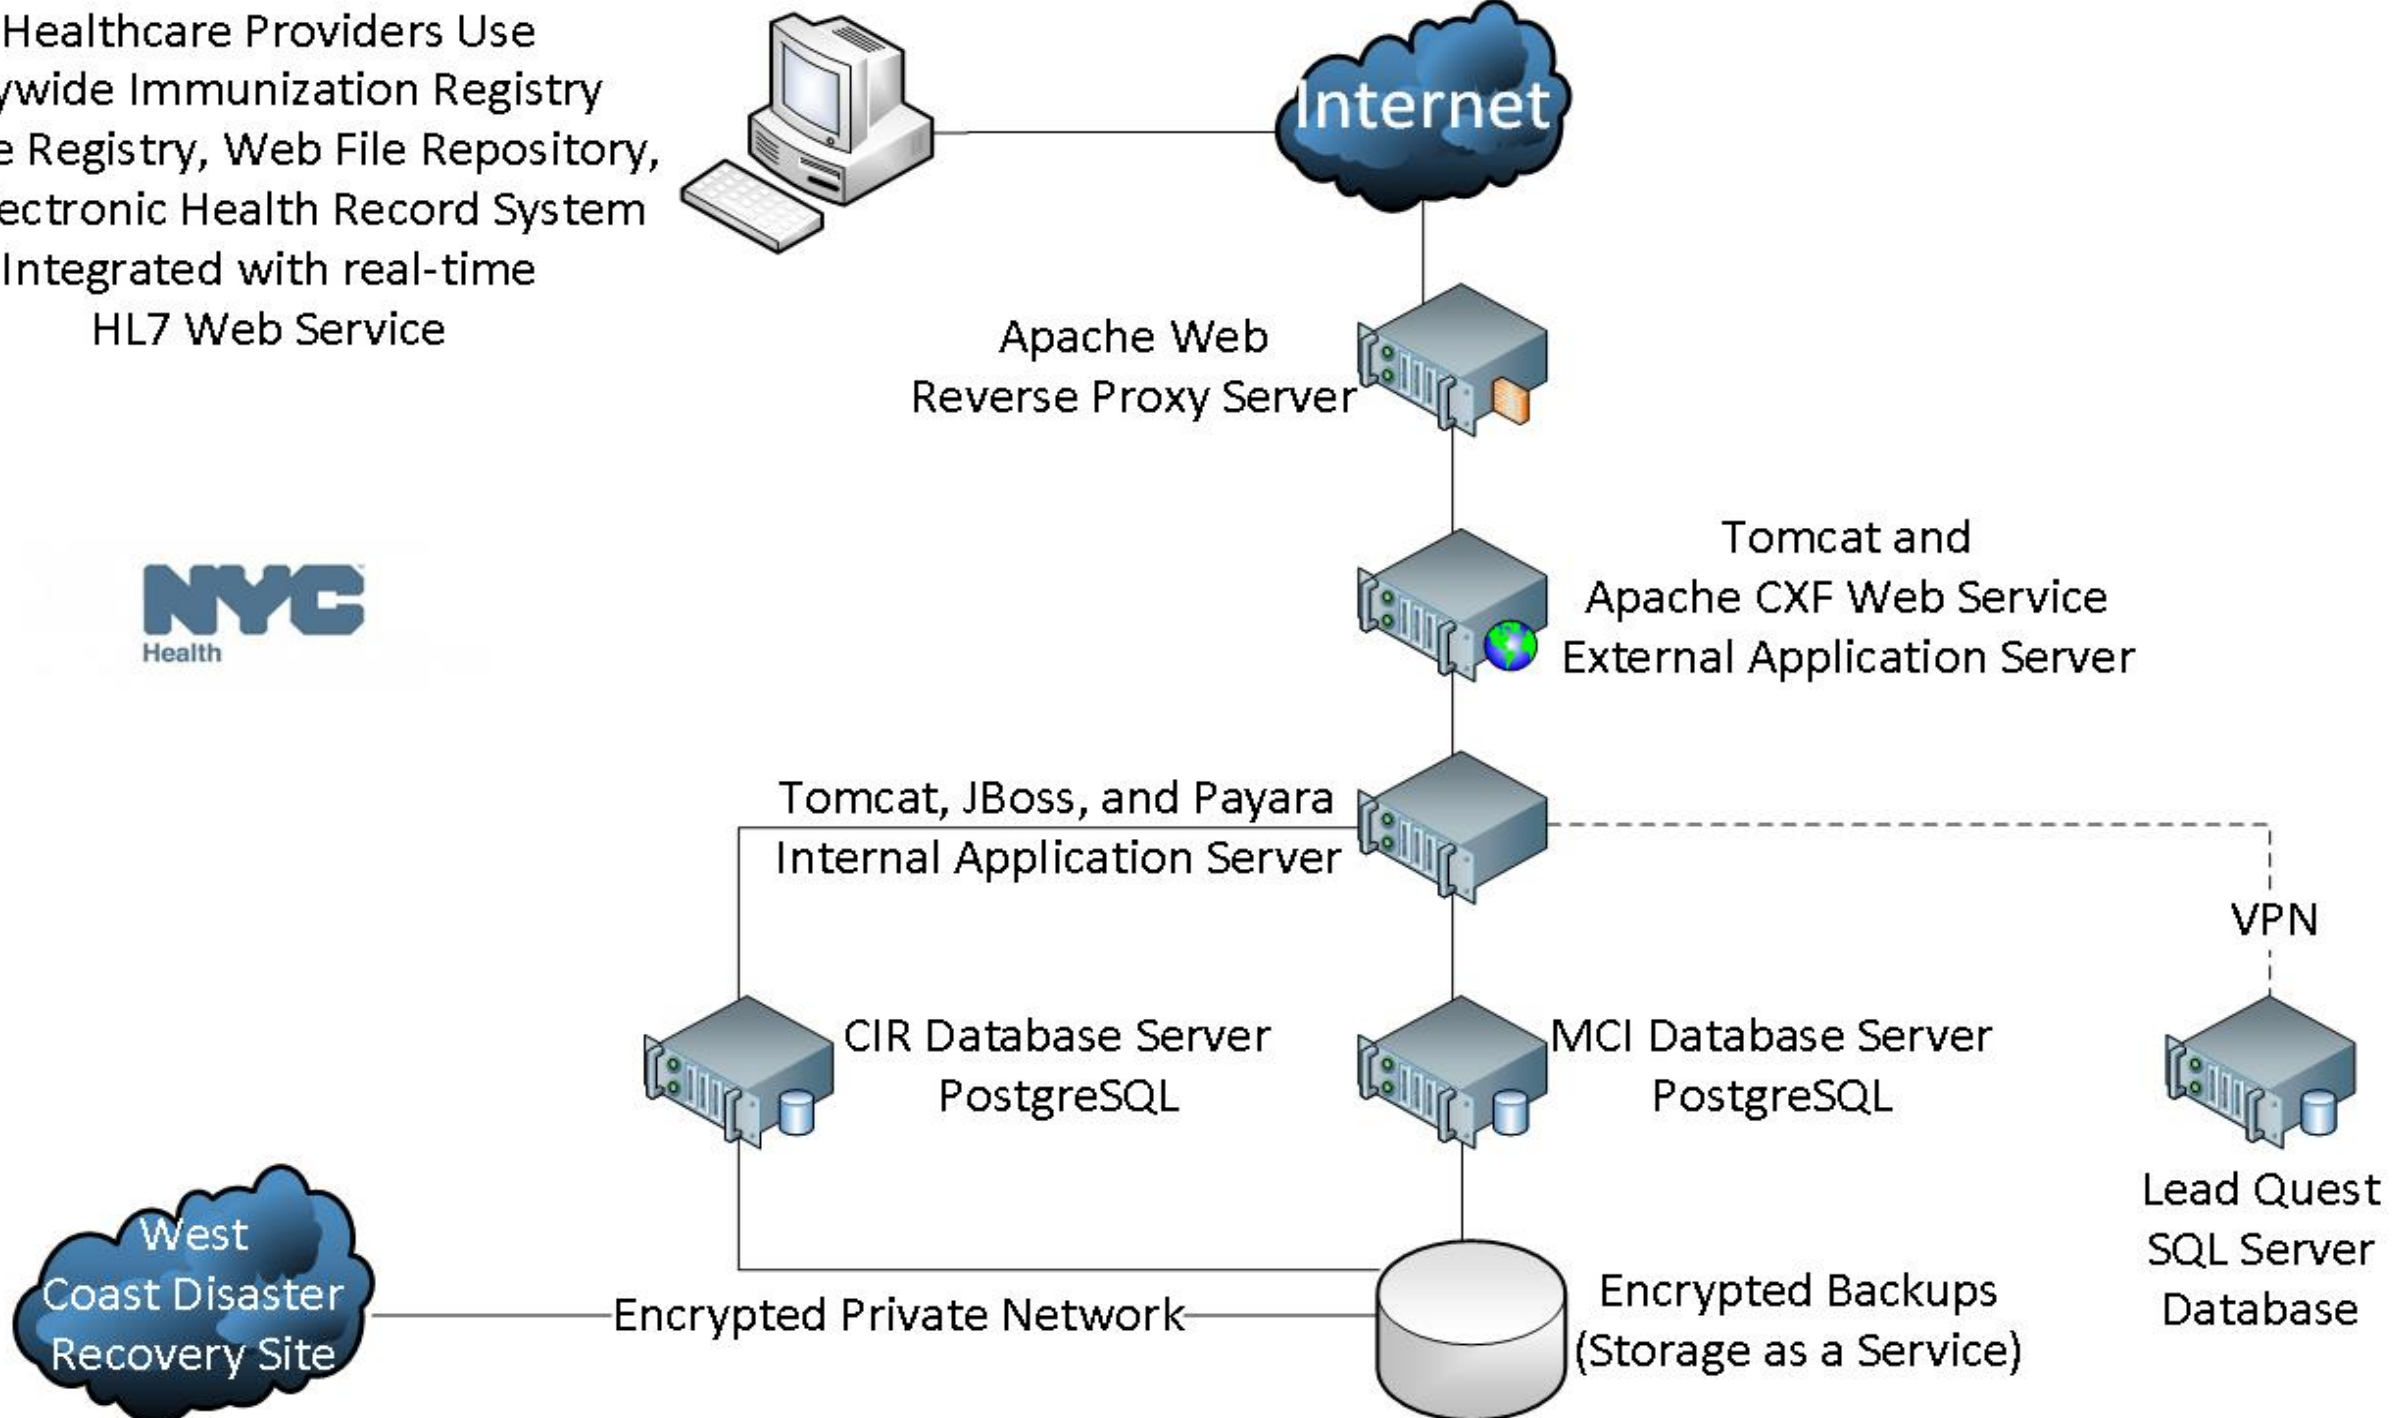 Healthcare Providers Use
ywide Immunization Registry
e Registry, Web File Repository,
ectronic Health Record System
Integrated with real-time
HL7 Web Service
Internet
Apache Web
Reverse Proxy Server
NYC
Health
Tomcat and
Apache CXF Web Service
External Application Server
Tomcat, JBoss, and Payara
Internal Application Server
VPN
CIR Database Server
PostgreSQL
MCI Database Server
PostgreSQL
Lead Quest
SQL Server
Database
West
Coast Disaster
Recovery Site
Encrypted Private Network
Encrypted Backups
(Storage as a Service)